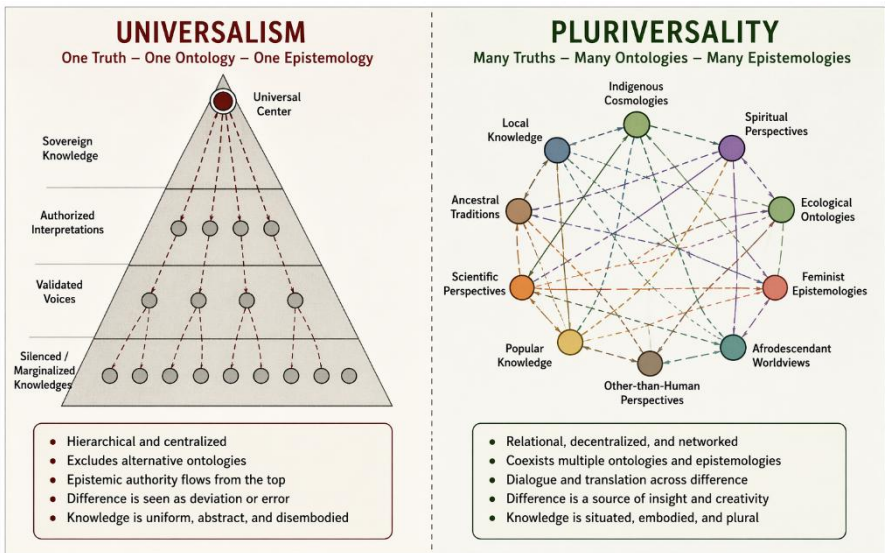 UNIVERSALISM
One Truth – One Ontology – One Epistemology
Universal
Center
Sovereign
Knowledge
Authorized
Interpretations
Validated
Voices
Silenced /
Marginalized
Knowledges
• Hierarchical and centralized
• Excludes alternative ontologies
• Epistemic authority flows from the top
• Difference is seen as deviation or error
• Knowledge is uniform, abstract, and disembodied
PLURIVERSALITY
Many Truths – Many Ontologies – Many Epistemologies
Indigenous
Cosmologies
Local
Knowledge
Spiritual
Perspectives
Ancestral
Traditions
Ecological
Ontologies
Scientific
Perspectives
Feminist
Epistemologies
Popular
Knowledge
Afrodescendant
Worldviews
Other-than-Human
Perspectives
• Relational, decentralized, and networked
• Coexists multiple ontologies and epistemologies
• Dialogue and translation across difference
• Difference is a source of insight and creativity
• Knowledge is situated, embodied, and plural